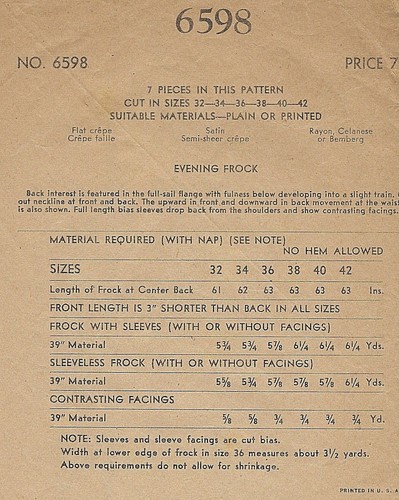 6598
NO. 6598 PRICE 7
7 PIECES IN THIS PATTERN
CUT IN SIZES 32—34—36—38—40—42
SUITABLE MATERIALS—PLAIN OR PRINTED
Flat crêpe Satin Rayon, Celanese
Crêpe faille Semi-sheer crêpe or Bemberg
EVENING FROCK
Back interest is featured in the full-sail flange with fulness below developing into a slight train.
out neckline at front and back. The upward in front and downward in back movement at the waist
is also shown. Full length bias sleeves drop back from the shoulders and show contrasting facings.
MATERIAL REQUIRED (WITH NAP) (SEE NOTE)
NO HEM ALLOWED
SIZES 32 34 36 38 40 42
Length of Frock at Center Back 61 62 63 63 63 63 Ins.
FRONT LENGTH IS 3" SHORTER THAN BACK IN ALL SIZES
FROCK WITH SLEEVES (WITH OR WITHOUT FACINGS)
39" Material 5¾ 5¾ 5⅞ 6¼ 6¼ 6¼ Yds.
SLEEVELESS FROCK (WITH OR WITHOUT FACINGS)
39" Material 5⅝ 5¾ 5⅞ 5⅞ 5⅞ 6¼ Yds.
CONTRASTING FACINGS
39" Material ⅝ ⅝ ¾ ¾ ¾ ¾ Yd.
NOTE: Sleeves and sleeve facings are cut bias.
Width at lower edge of frock in size 36 measures about 3½ yards.
Above requirements do not allow for shrinkage.
PRINTED IN U. S. A